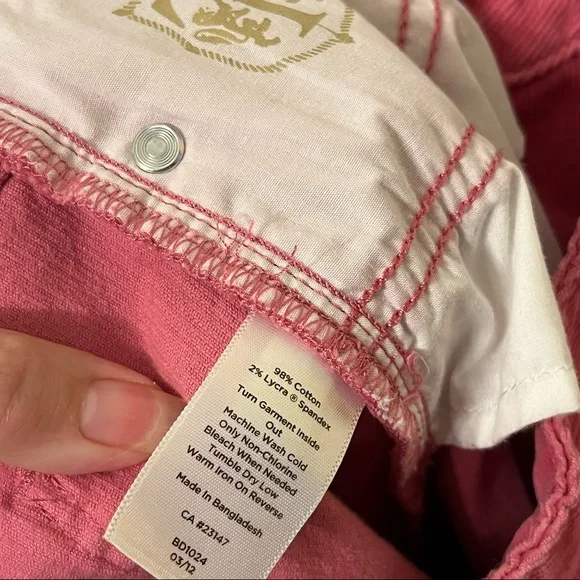 98% Cotton
2% Lycra ® Spandex
Turn Garment Inside
Out
Machine Wash Cold
Only Non-Chlorine
Bleach When Needed
Tumble Dry Low
Warm Iron On Reverse
Made In Bangladesh
CA #23147
BD1024
03/12